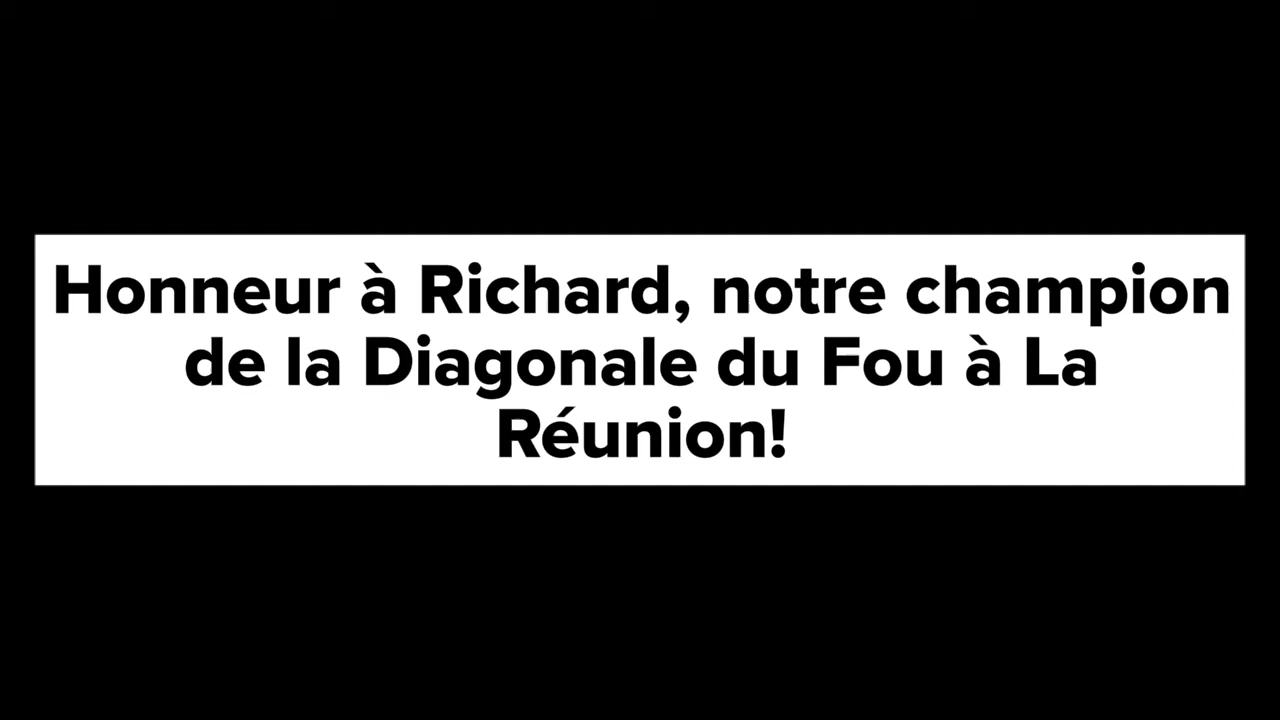 Honneur à Richard, notre champion
de la Diagonale du Fou à La
Réunion!